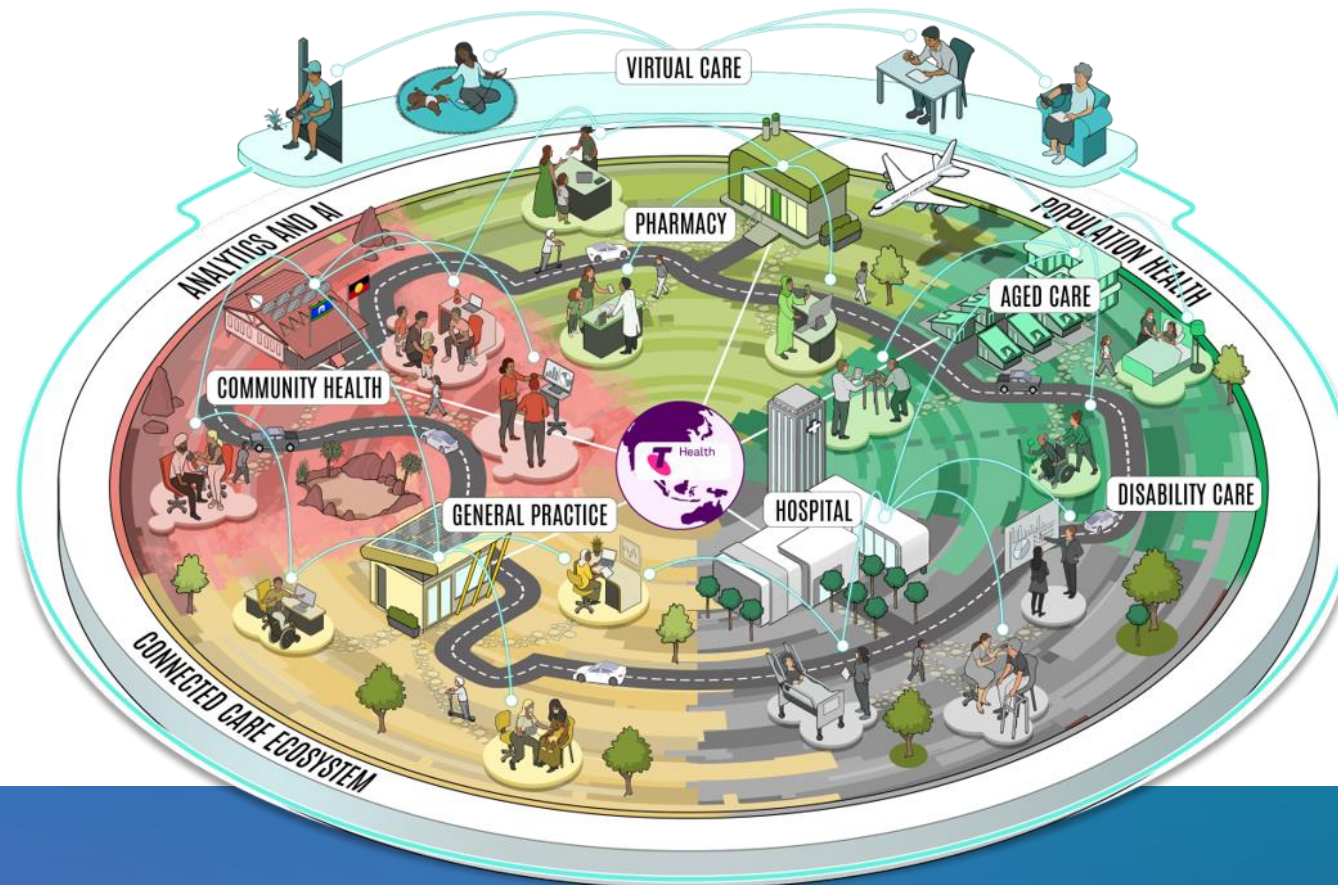 VIRTUAL CARE
ANALYTICS AND AI
POPULATION HEALTH
PHARMACY
AGED CARE
COMMUNITY HEALTH
T Health
DISABILITY CARE
GENERAL PRACTICE
HOSPITAL
CONNECTED CARE ECOSYSTEM